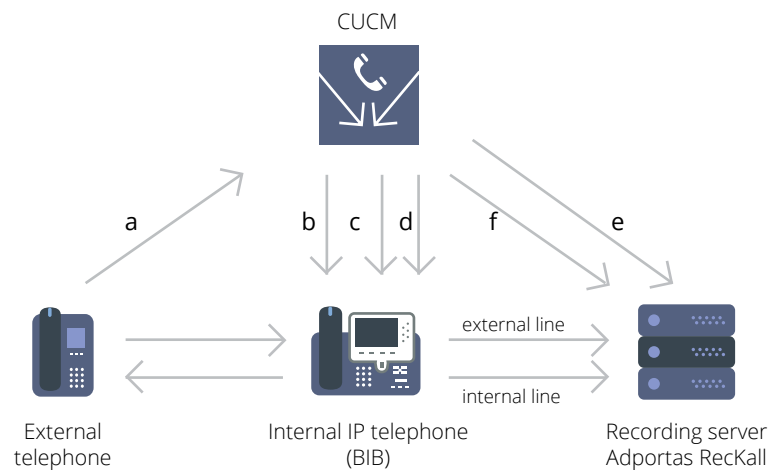 CUCM
a
b
c
d
f
e
external line
internal line
External
telephone
Internal IP telephone
(BIB)
Recording server
Adportas RecKall